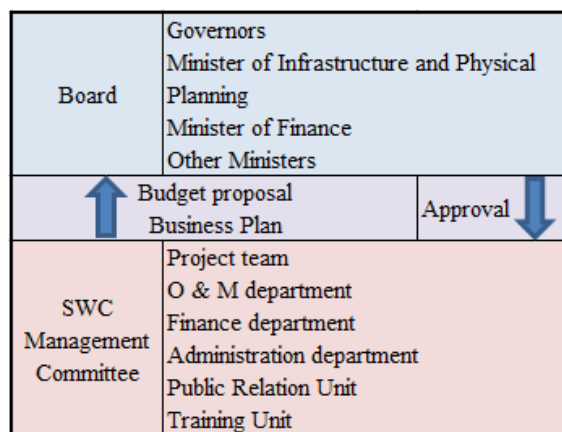 Board
Governors
Minister of Infrastructure and Physical
Planning
Minister of Finance
Other Ministers
Budget proposal
Business Plan
Approval
SWC
Management
Committee
Project team
O & M department
Finance department
Administration department
Public Relation Unit
Training Unit